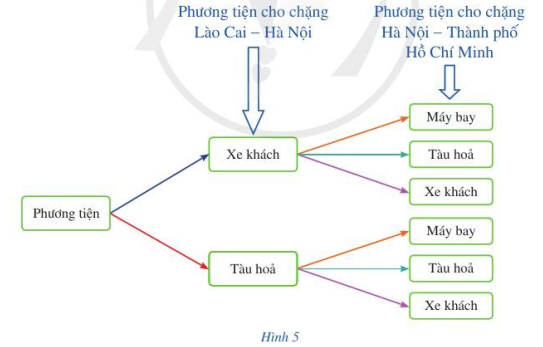 Phương tiện cho chặng
Lào Cai – Hà Nội
Phương tiện cho chặng
Hà Nội – Thành phố
Hồ Chí Minh
Phương tiện
Xe khách
Máy bay
Tàu hoả
Xe khách
Tàu hoả
Máy bay
Tàu hoả
Xe khách
Hình 5